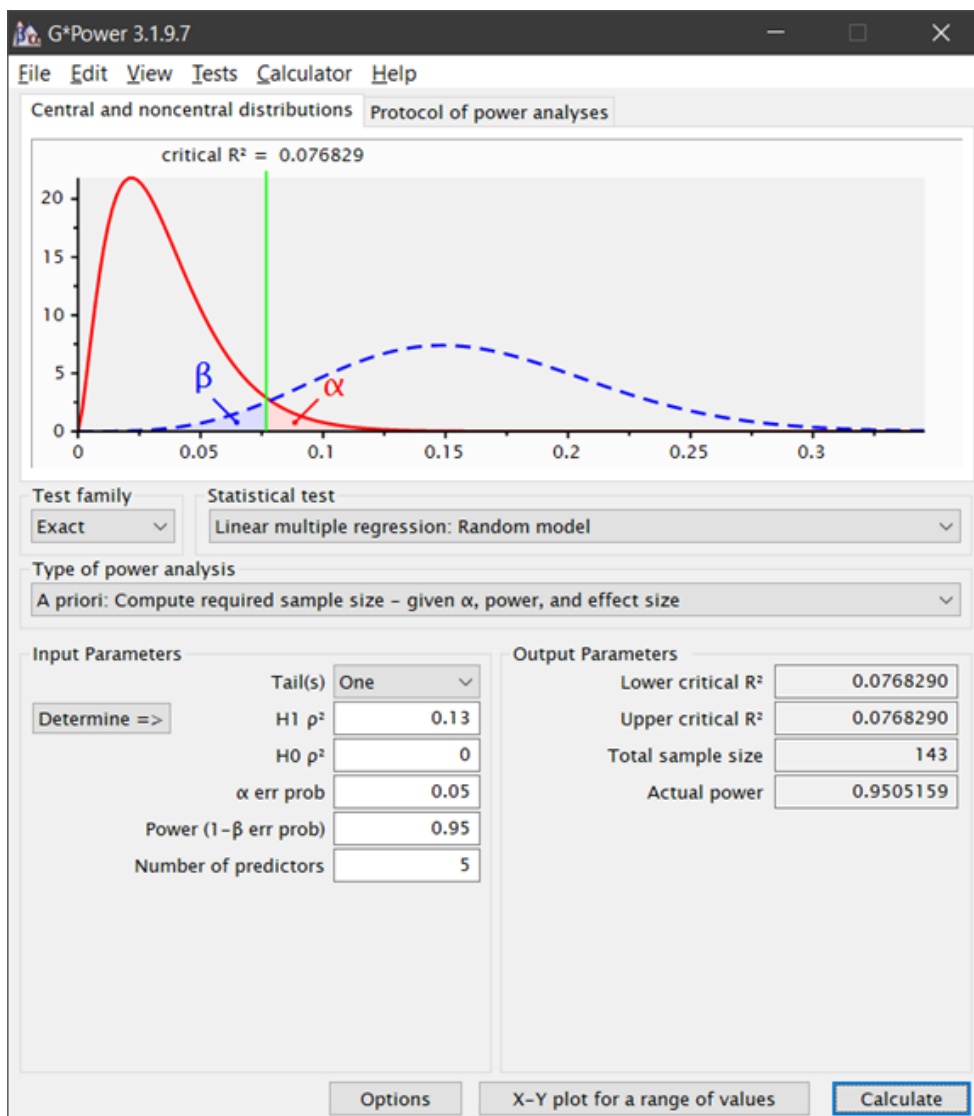 G*Power 3.1.9.7
File Edit View Tests Calculator Help
Central and noncentral distributions Protocol of power analyses
critical R² = 0.076829
20
15
10
5
0
β
α
0 0.05 0.1 0.15 0.2 0.25 0.3
Test family
Exact
Statistical test
Linear multiple regression: Random model
Type of power analysis
A priori: Compute required sample size – given α, power, and effect size
Input Parameters
Tail(s) One
Determine =>
H1 ρ² 0.13
H0 ρ² 0
α err prob 0.05
Power (1–β err prob) 0.95
Number of predictors 5
Output Parameters
Lower critical R² 0.0768290
Upper critical R² 0.0768290
Total sample size 143
Actual power 0.9505159
Options X–Y plot for a range of values Calculate